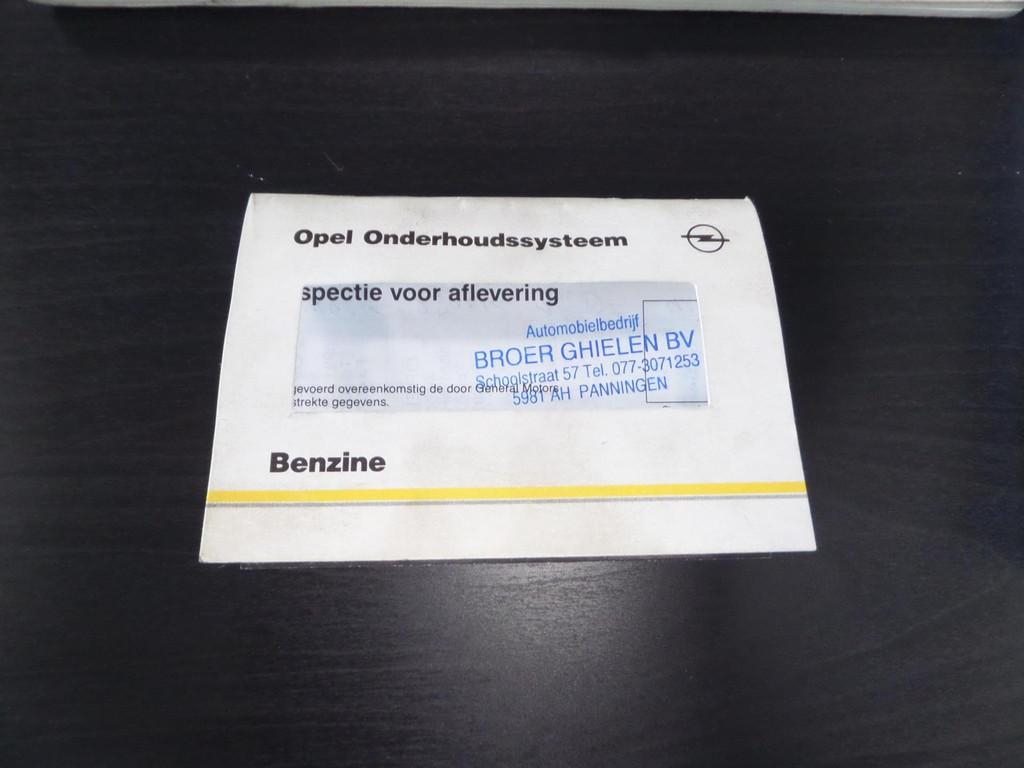 Opel Onderhoudssysteem
spectie voor aflevering
Automobielbedrijf
BROER GHIELEN BV
Schoolstraat 57 Tel. 077-3071253
5981 AH PANNINGEN
gevoerd overeenkomstig de door General Motors
strekte gegevens.
Benzine